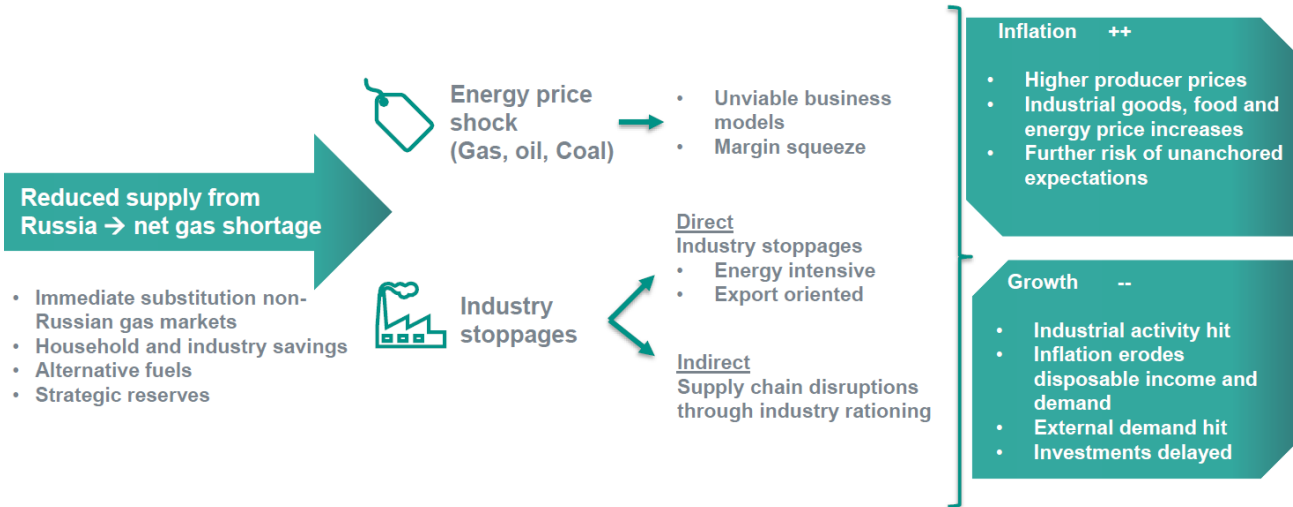 Reduced supply from
Russia → net gas shortage
• Immediate substitution non-
Russian gas markets
• Household and industry savings
• Alternative fuels
• Strategic reserves
Energy price
shock
(Gas, oil, Coal)
• Unviable business
models
• Margin squeeze
Industry
stoppages
Direct
Industry stoppages
• Energy intensive
• Export oriented
Indirect
Supply chain disruptions
through industry rationing
Inflation ++
• Higher producer prices
• Industrial goods, food and
energy price increases
• Further risk of unanchored
expectations
Growth --
• Industrial activity hit
• Inflation erodes
disposable income and
demand
• External demand hit
• Investments delayed